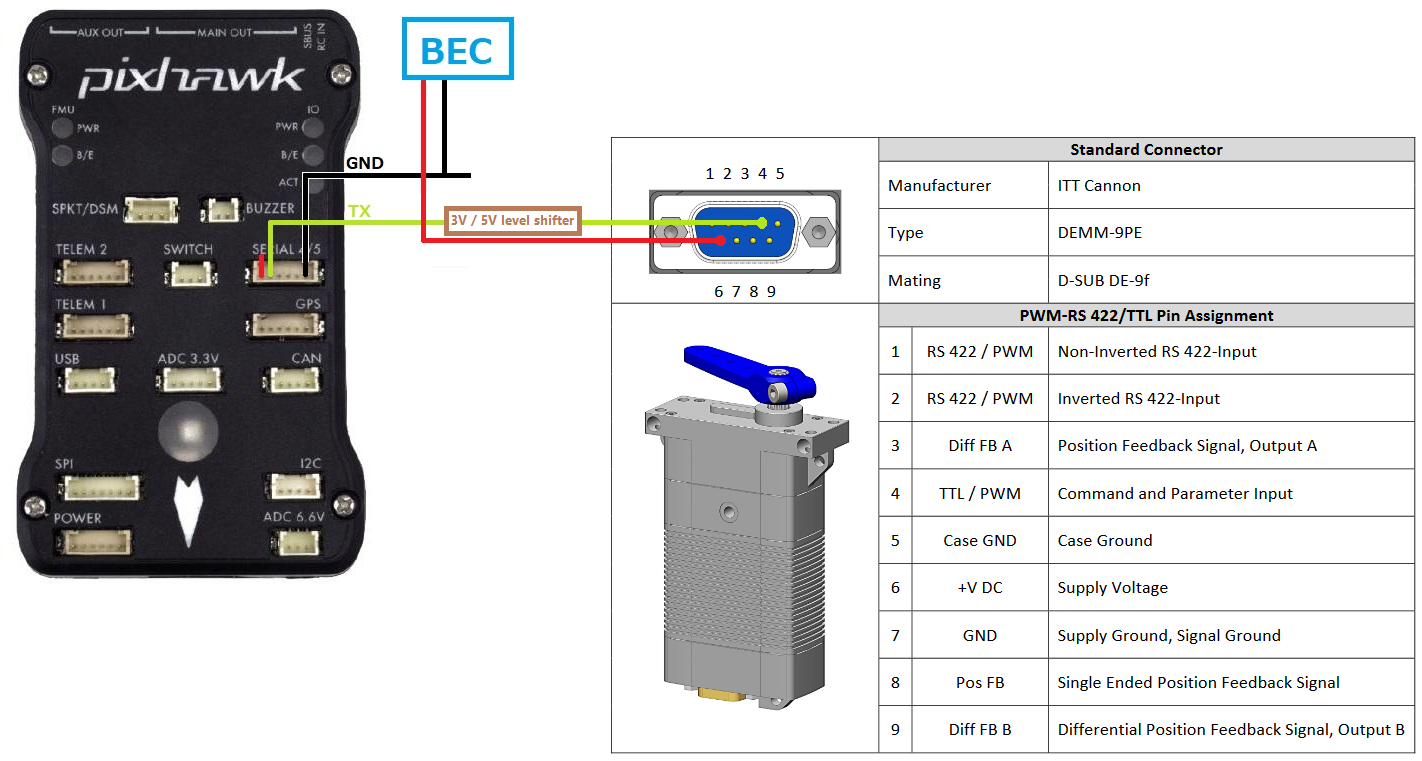 AUX OUT
MAIN OUT
SBUS
RC IN
pixhawk
FMU
IO
PWR
PWR
B/E
B/E
ACT
SPKT/DSM
BUZZER
TELEM 2
SWITCH
SERIAL 4/5
TELEM 1
GPS
USB
ADC 3.3V
CAN
SPI
I2C
POWER
ADC 6.6V
BEC
GND
TX
3V / 5V level shifter
1 2 3 4 5
6 7 8 9
Standard Connector
Manufacturer ITT Cannon
Type DEMM-9PE
Mating D-SUB DE-9f
PWM-RS 422/TTL Pin Assignment
1 RS 422 / PWM Non-Inverted RS 422-Input
2 RS 422 / PWM Inverted RS 422-Input
3 Diff FB A Position Feedback Signal, Output A
4 TTL / PWM Command and Parameter Input
5 Case GND Case Ground
6 +V DC Supply Voltage
7 GND Supply Ground, Signal Ground
8 Pos FB Single Ended Position Feedback Signal
9 Diff FB B Differential Position Feedback Signal, Output B